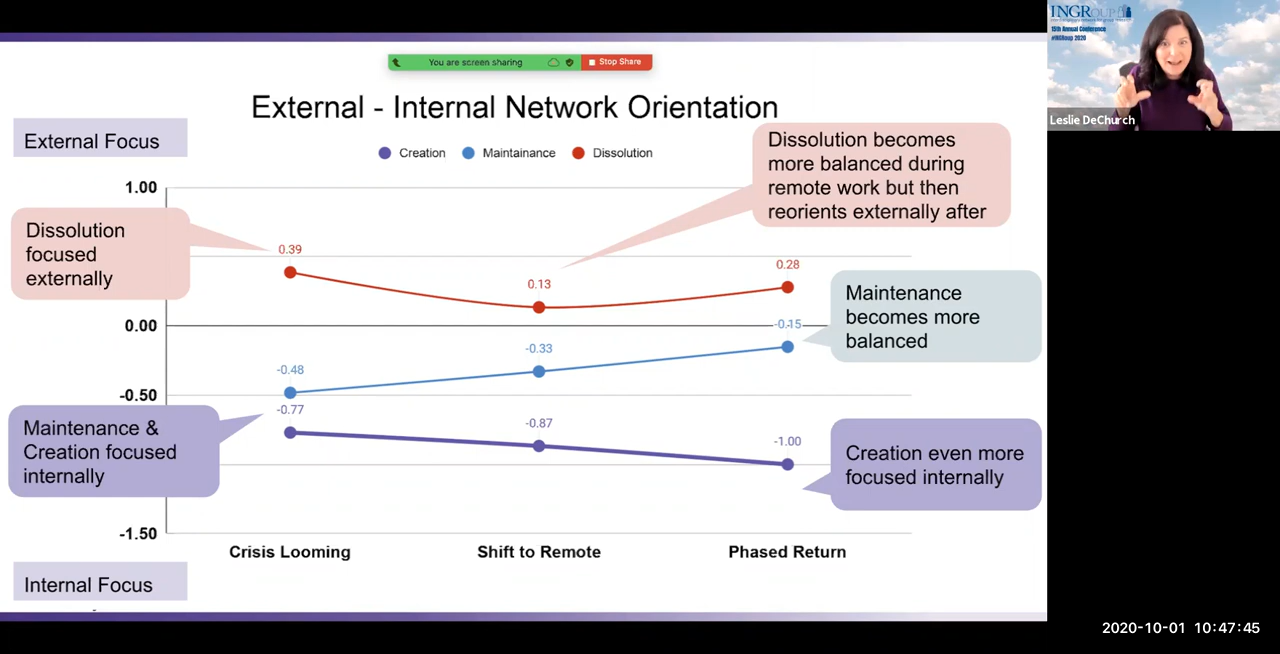 You are screen sharing
Stop Share
INGRoup
15th Annual Conference
#INGRoup 2020
Leslie DeChurch
External - Internal Network Orientation
External Focus
Creation
Maintainance
Dissolution
Dissolution becomes
more balanced during
remote work but then
reorients externally after
1.00
Dissolution
focused
externally
0.39
0.13
0.28
Maintenance
becomes more
balanced
0.00
-0.15
-0.33
-0.48
-0.50
-0.77
-0.87
-1.00
Maintenance &
Creation focused
internally
Creation even more
focused internally
-1.50
Crisis Looming
Shift to Remote
Phased Return
Internal Focus
2020-10-01 10:47:45